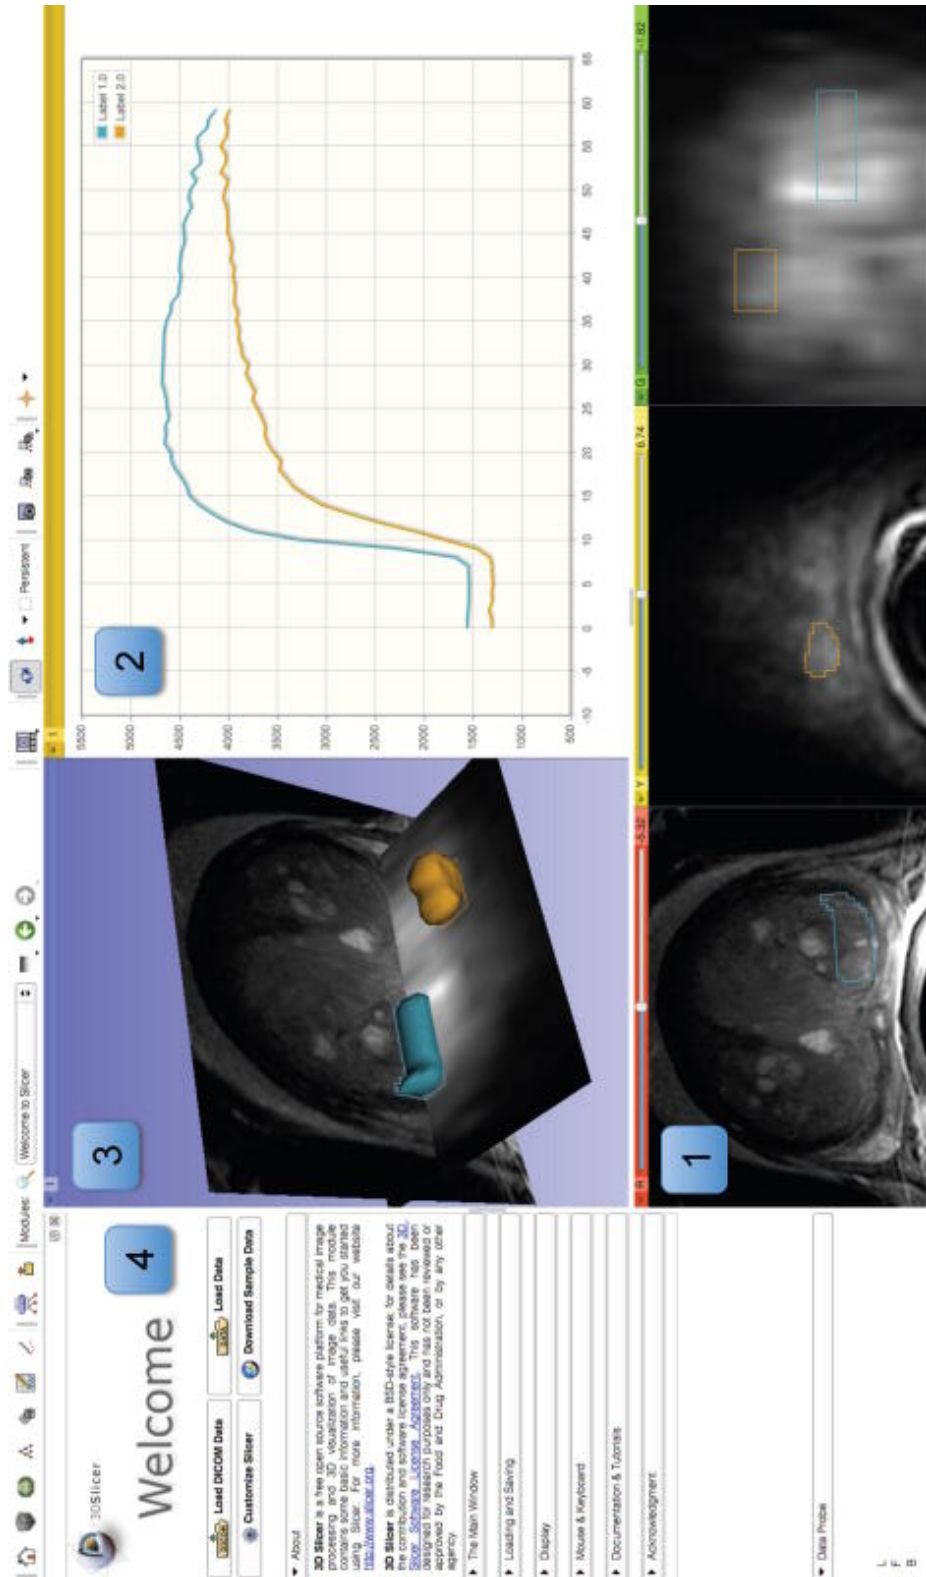 Modules:
Welcome to Slicer
Persistent
3DSlicer
Welcome
4
Load DICOM Data
Load Data
Customize Slicer
Download Sample Data
About
3D Slicer is a free open source software platform for medical image
processing and 3D visualization of image data. This module
contains some basic information and useful links to get you started
using Slicer. For more information, please visit our website
http://www.slicer.org.
3D Slicer is distributed under a BSD-style license; for details about
the contribution and software license agreement, please see the 3D
Slicer Software License Agreement. This software has been
designed for research purposes only and has not been reviewed or
approved by the Food and Drug Administration, or by any other
agency.
The Main Window
Loading and Saving
Display
Mouse & Keyboard
Documentation & Tutorials
Acknowledgment
Data Probe
L
F
B
3
1
2
Label 1.0
Label 2.0
5500
5000
4500
4000
3500
3000
2500
2000
1500
1000
500
-10
-5
0
5
10
15
20
25
30
35
40
45
50
55
60
65
1
R
-5.32
Y
6.74
G
-1.82
1